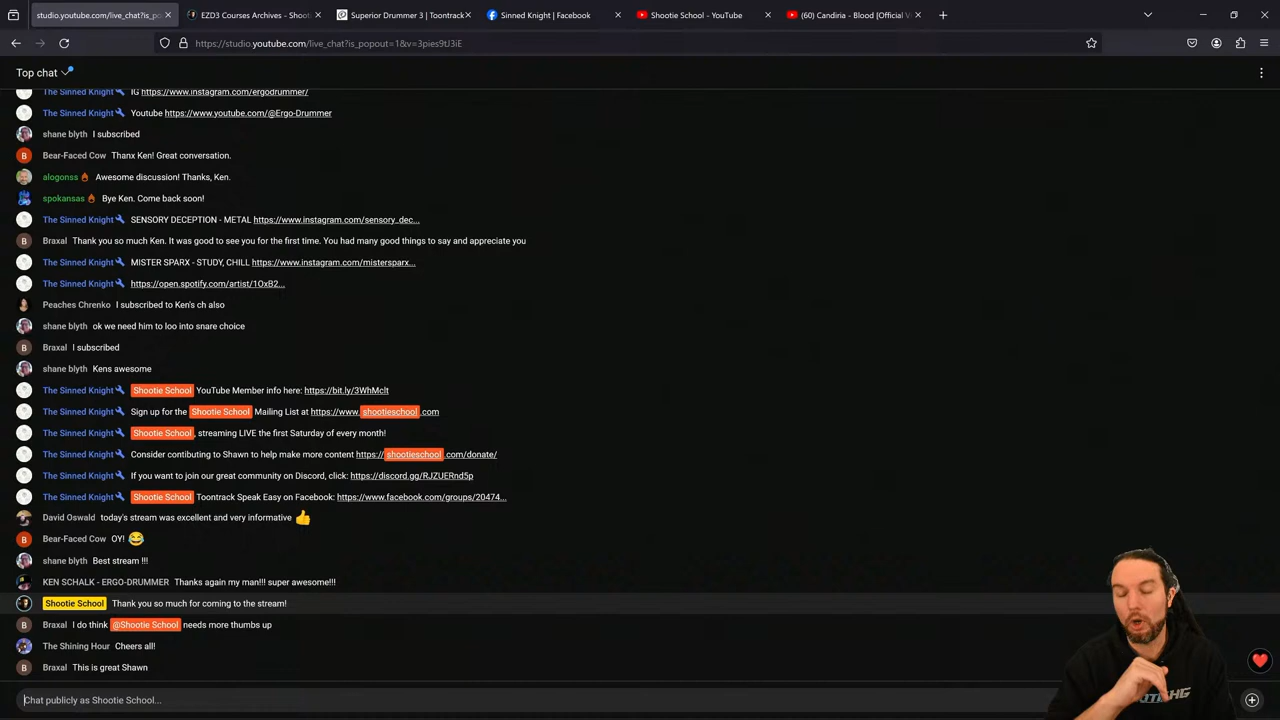 studio.youtube.com/live_chat?is_po
EZD3 Courses Archives - Shooti
Superior Drummer 3 | Toontrack
Sinned Knight | Facebook
Shootie School - YouTube
(60) Candiria - Blood [Official V
https://studio.youtube.com/live_chat?is_popout=1&v=3pies9tJ3iE
Top chat
The Sinned Knight IG https://www.instagram.com/ergodrummer/
The Sinned Knight Youtube https://www.youtube.com/@Ergo-Drummer
shane blyth I subscribed
B Bear-Faced Cow Thanx Ken! Great conversation.
alogonss Awesome discussion! Thanks, Ken.
spokansas Bye Ken. Come back soon!
The Sinned Knight SENSORY DECEPTION - METAL https://www.instagram.com/sensory_dec...
B Braxal Thank you so much Ken. It was good to see you for the first time. You had many good things to say and appreciate you
The Sinned Knight MISTER SPARX - STUDY, CHILL https://www.instagram.com/mistersparx...
The Sinned Knight https://open.spotify.com/artist/1OxB2...
Peaches Chrenko I subscribed to Ken's ch also
shane blyth ok we need him to loo into snare choice
B Braxal I subscribed
shane blyth Kens awesome
The Sinned Knight Shootie School YouTube Member info here: https://bit.ly/3WhMcIt
The Sinned Knight Sign up for the Shootie School Mailing List at https://www.shootieschool.com
The Sinned Knight Shootie School, streaming LIVE the first Saturday of every month!
The Sinned Knight Consider contibuting to Shawn to help make more content https://shootieschool.com/donate/
The Sinned Knight If you want to join our great community on Discord, click: https://discord.gg/RJZUERnd5p
The Sinned Knight Shootie School Toontrack Speak Easy on Facebook: https://www.facebook.com/groups/20474...
David Oswald today's stream was excellent and very informative 👍
B Bear-Faced Cow OY! 😂
shane blyth Best stream !!!
KEN SCHALK - ERGO-DRUMMER Thanks again my man!!! super awesome!!!
Shootie School Thank you so much for coming to the stream!
B Braxal I do think @Shootie School needs more thumbs up
The Shining Hour Cheers all!
B Braxal This is great Shawn
Chat publicly as Shootie School...